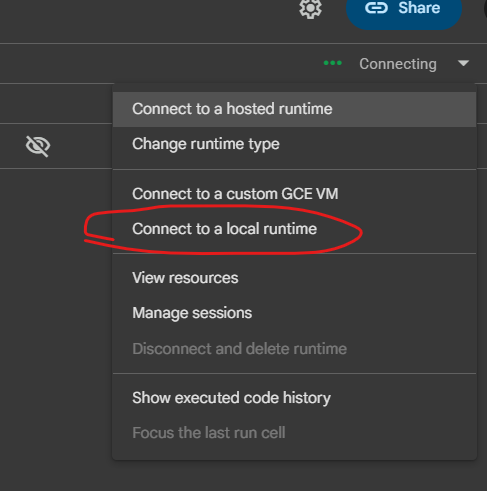 Share
Connecting
Connect to a hosted runtime
Change runtime type
Connect to a custom GCE VM
Connect to a local runtime
View resources
Manage sessions
Disconnect and delete runtime
Show executed code history
Focus the last run cell